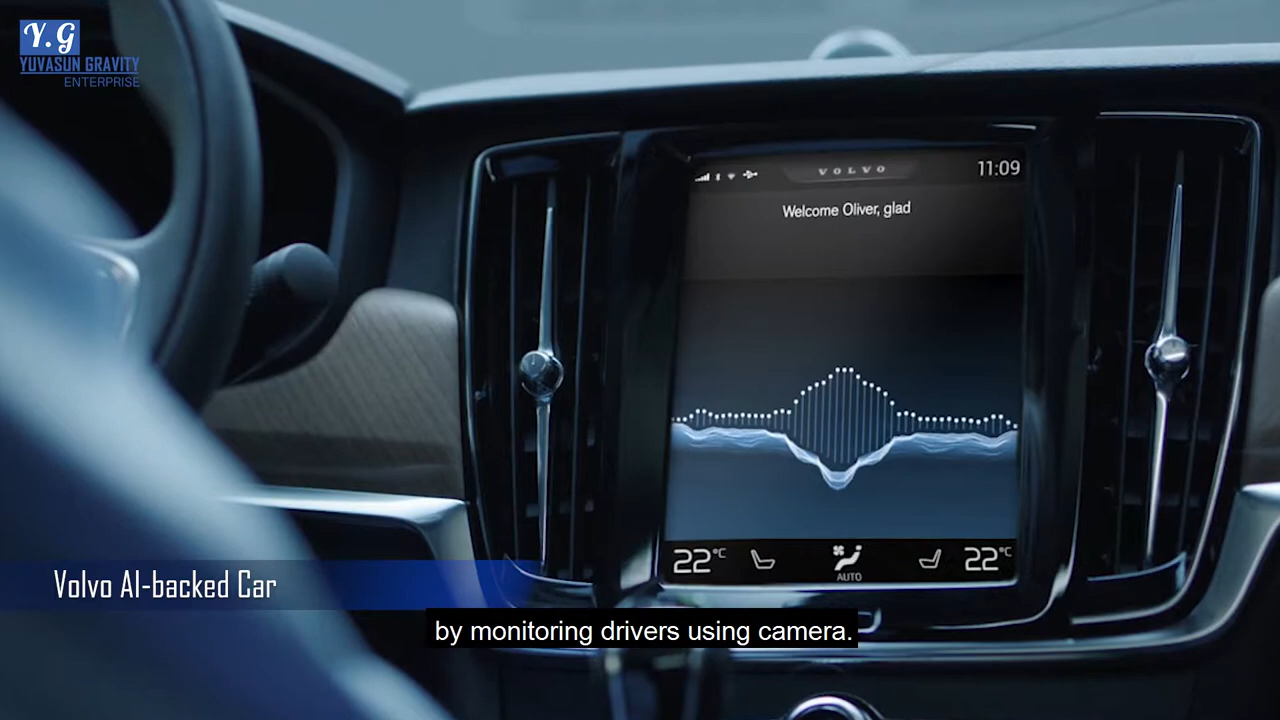 Y.G
YUVASUN GRAVITY
ENTERPRISE
VOLVO
11:09
Welcome Oliver, glad
22°C
AUTO
22°C
Volvo AI-backed Car
by monitoring drivers using camera.